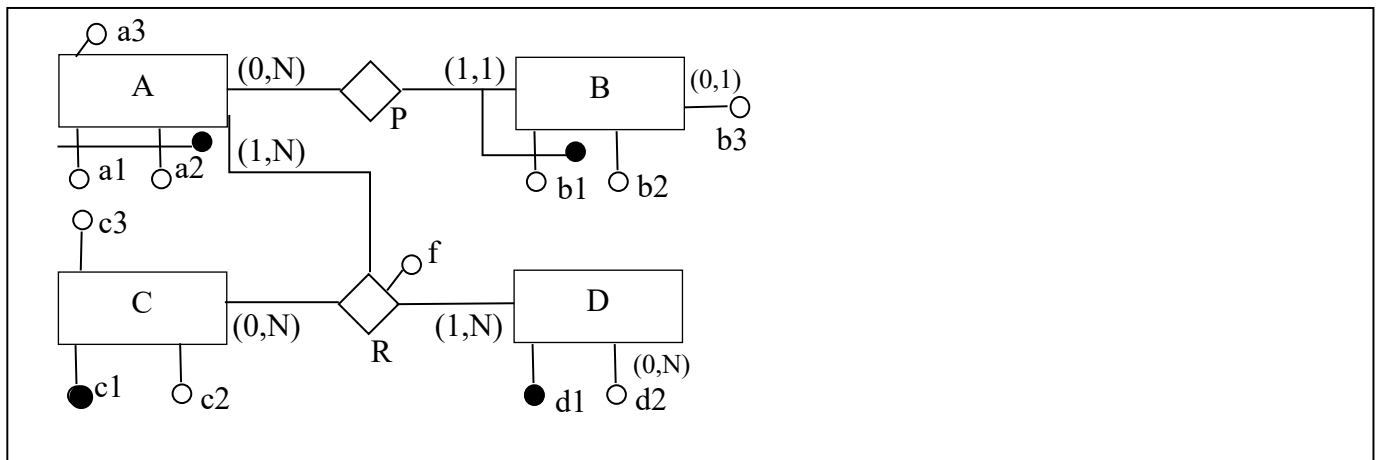 a3
A
(0,N)
P
(1,1)
B
(0,1)
b3
a1
a2
(1,N)
b1
b2
c3
C
(0,N)
f
R
(1,N)
D
(0,N)
c1
c2
d1
d2